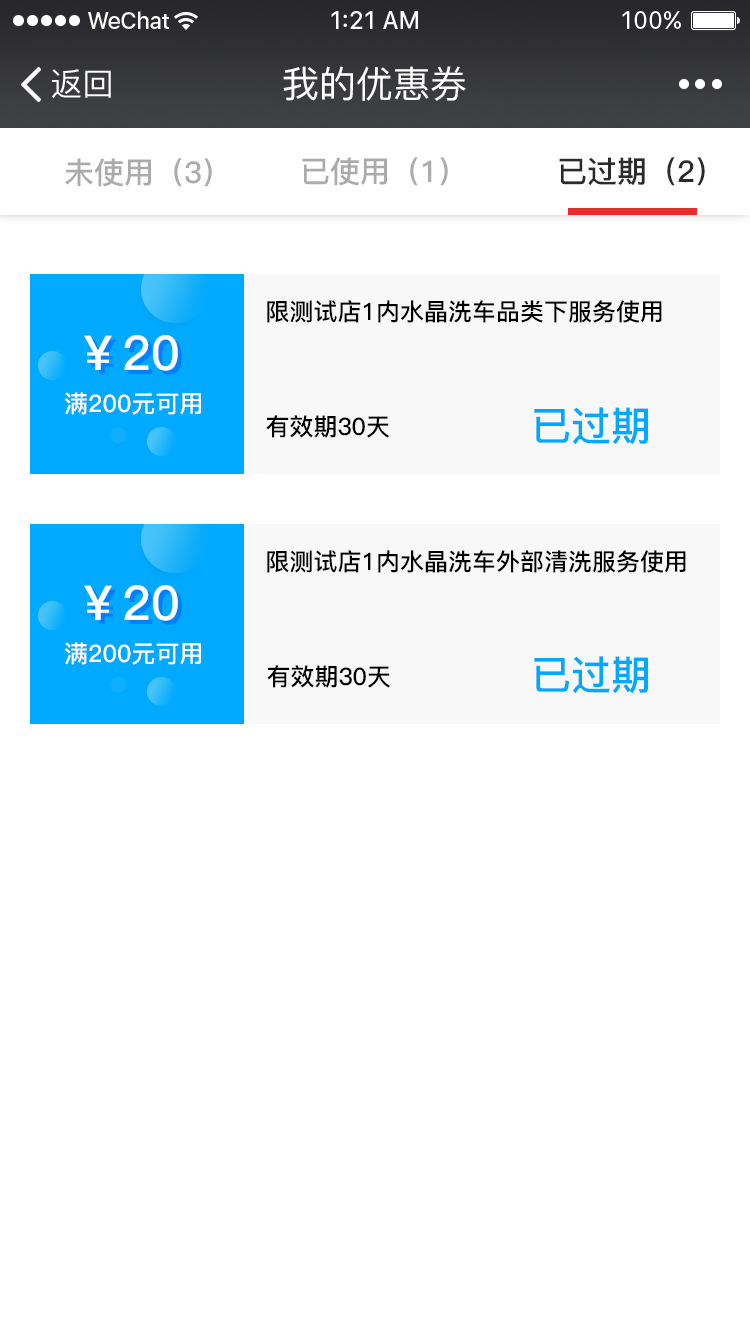 WeChat 1:21 AM 100%
返回 我的优惠券
未使用（3） 已使用（1） 已过期（2）
限测试店1内水晶洗车品类下服务使用
￥20
满200元可用
有效期30天 已过期
限测试店1内水晶洗车外部清洗服务使用
￥20
满200元可用
有效期30天 已过期